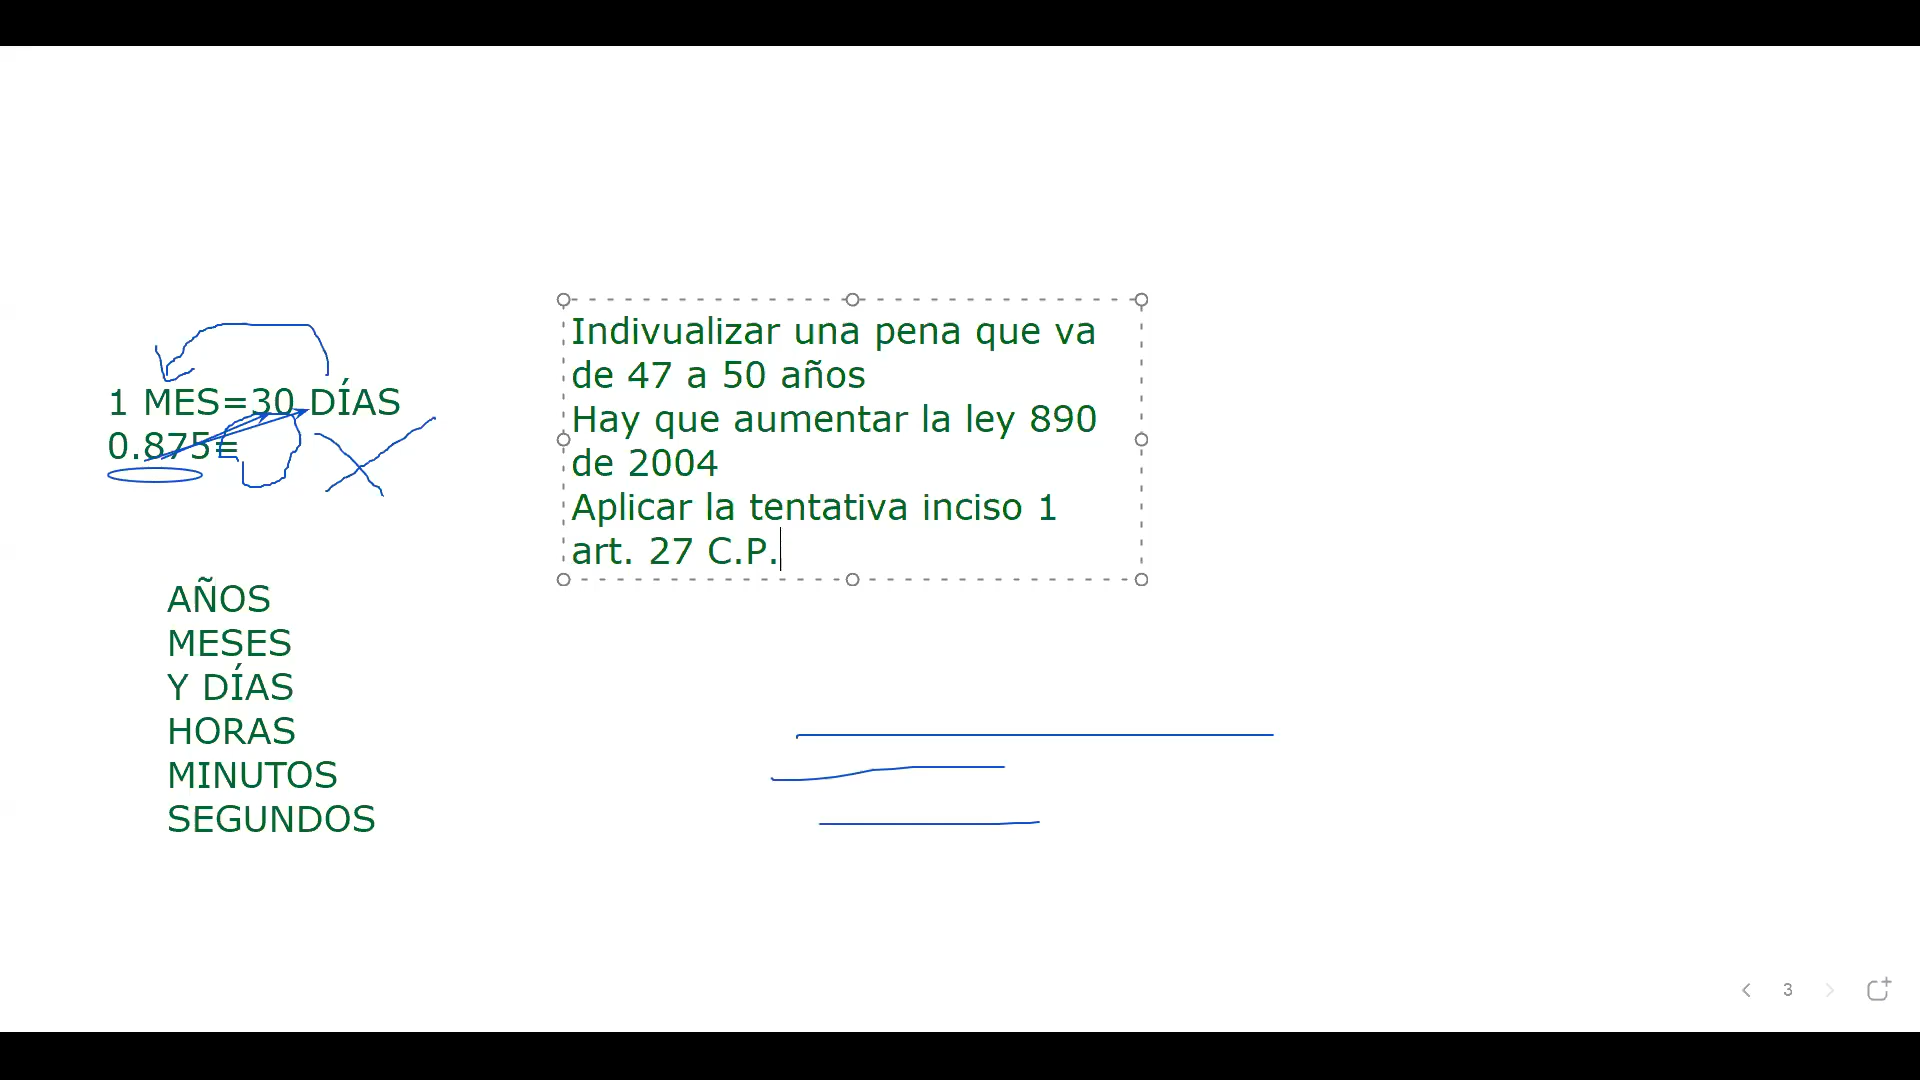 1 MES=30 DÍAS
0.875=
Indivualizar una pena que va
de 47 a 50 años
Hay que aumentar la ley 890
de 2004
Aplicar la tentativa inciso 1
art. 27 C.P.
AÑOS
MESES
Y DÍAS
HORAS
MINUTOS
SEGUNDOS
3